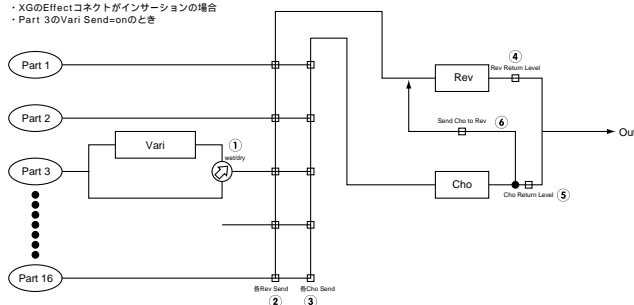 ・XGのEffectコネクトがインサーションの場合
・Part 3のVari Send=onのとき
Part 1
Part 2
Part 3
Part 16
Vari
①
wet/dry
各Rev Send
②
各Cho Send
③
Rev
④
Rev Return Level
Send Cho to Rev
⑥
Cho
Cho Return Level
⑤
Out